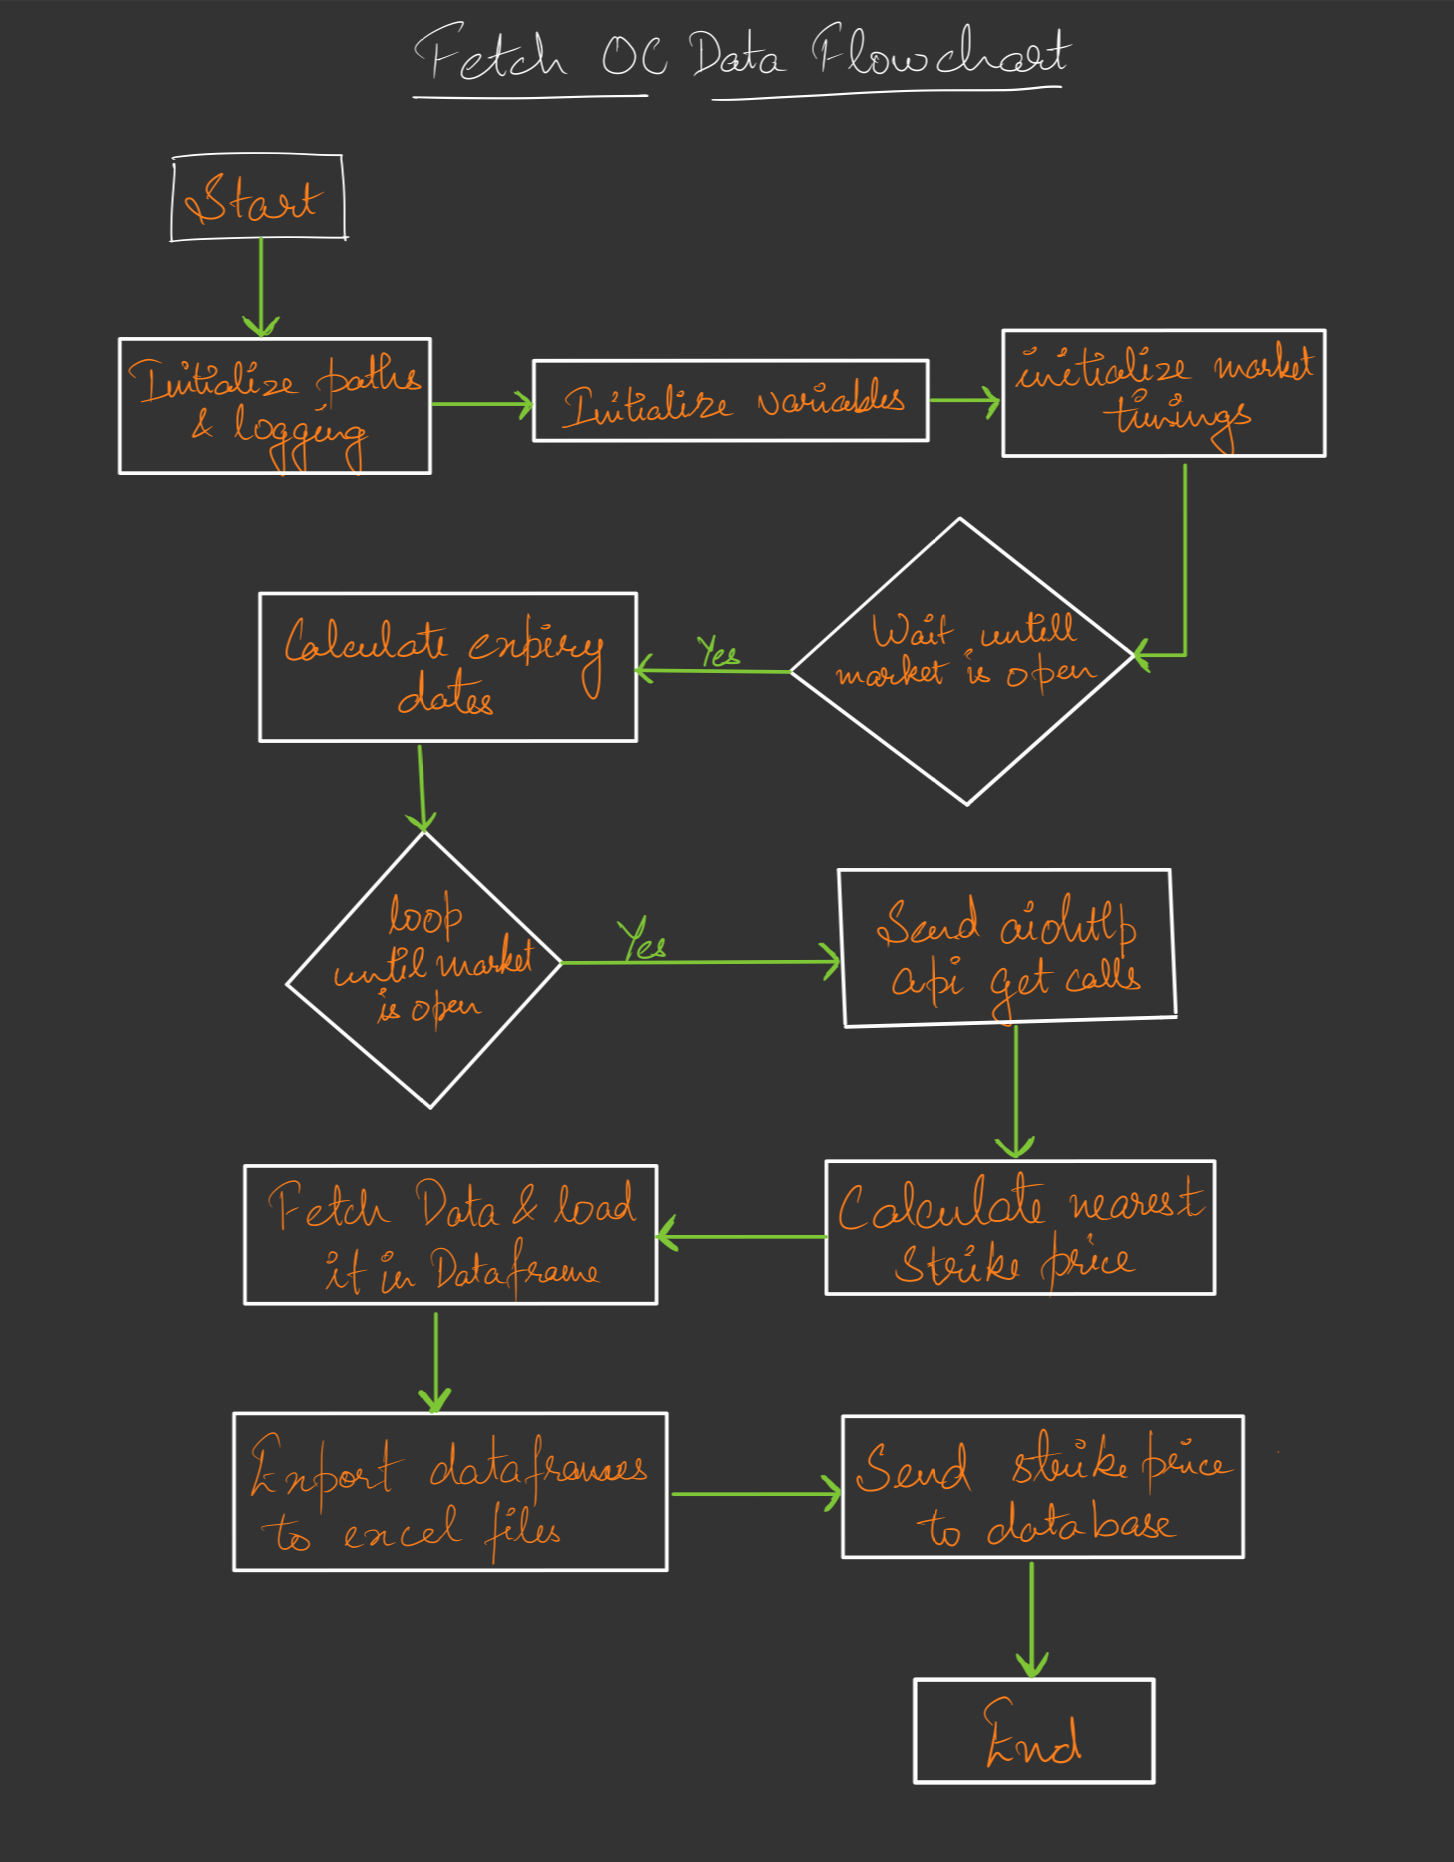 Fetch OC Data Flowchart
Start
Initialize paths
& logging
Initialize variables
initialize market
timings
Wait untill
market is open
Yes
Calculate expiry
dates
loop
until market
is open
Yes
Send aiohttp
api get calls
Calculate nearest
strike price
Fetch Data & load
it in Dataframe
Export dataframes
to excel files
Send strike price
to database
End